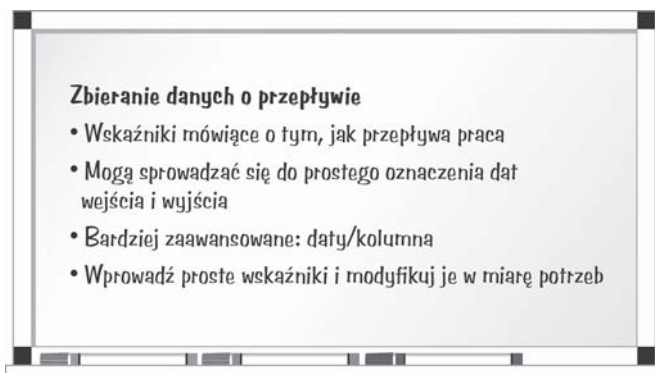 Zbieranie danych o przepływie
• Wskaźniki mówiące o tym, jak przepływa praca
• Mogą sprowadzać się do prostego oznaczenia dat
wejścia i wyjścia
• Bardziej zaawansowane: daty/kolumna
• Wprowadź proste wskaźniki i modyfikuj je w miarę potrzeb